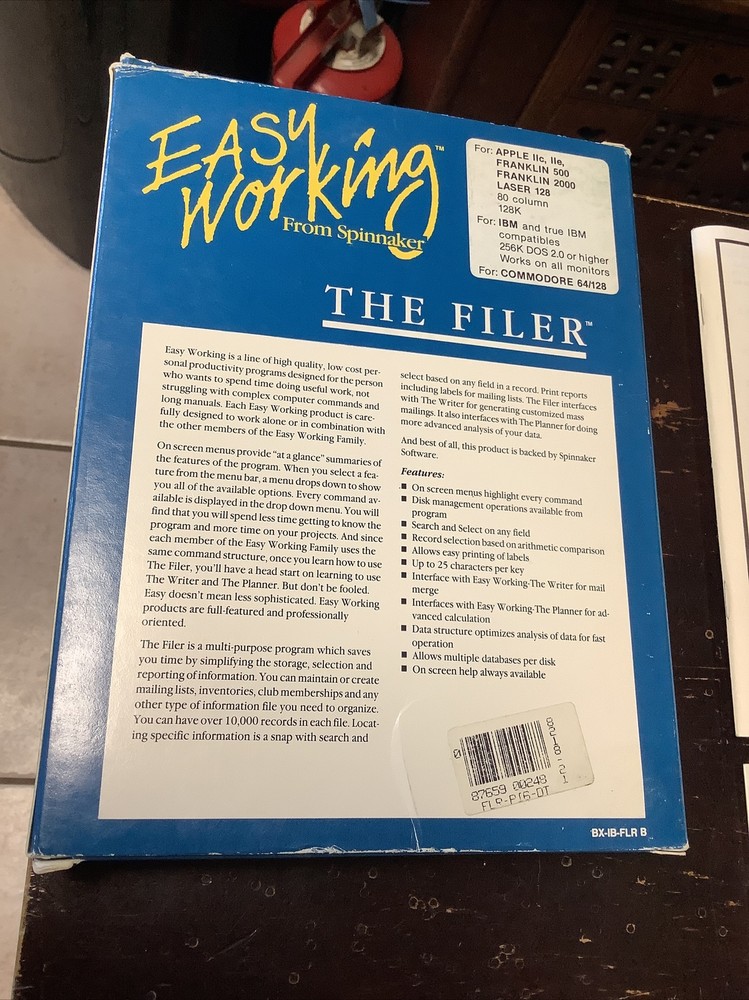 EASY
Working™
From Spinnaker
For: APPLE IIc, IIe,
FRANKLIN 500
FRANKLIN 2000
LASER 128
80 column
128K
For: IBM and true IBM
compatibles
256K DOS 2.0 or higher
Works on all monitors
For: COMMODORE 64/128
THE FILER™
Easy Working is a line of high quality, low cost per-
sonal productivity programs designed for the person
who wants to spend time doing useful work, not
struggling with complex computer commands and
long manuals. Each Easy Working product is care-
fully designed to work alone or in combination with
the other members of the Easy Working Family.
On screen menus provide "at a glance" summaries of
the features of the program. When you select a fea-
ture from the menu bar, a menu drops down to show
you all of the available options. Every command av-
ailable is displayed in the drop down menu. You will
find that you will spend less time getting to know the
program and more time on your projects. And since
each member of the Easy Working Family uses the
same command structure, once you learn how to use
The Filer, you'll have a head start on learning to use
The Writer and The Planner. But don't be fooled.
Easy doesn't mean less sophisticated. Easy Working
products are full-featured and professionally
oriented.
The Filer is a multi-purpose program which saves
you time by simplifying the storage, selection and
reporting of information. You can maintain or create
mailing lists, inventories, club memberships and any
other type of information file you need to organize.
You can have over 10,000 records in each file. Locat-
ing specific information is a snap with search and
select based on any field in a record. Print reports
including labels for mailing lists. The Filer interfaces
with The Writer for generating customized mass
mailings. It also interfaces with The Planner for doing
more advanced analysis of your data.
And best of all, this product is backed by Spinnaker
Software.
Features:
■ On screen menus highlight every command
■ Disk management operations available from
program
■ Search and Select on any field
■ Record selection based on arithmetic comparison
■ Allows easy printing of labels
■ Up to 25 characters per key
■ Interface with Easy Working-The Writer for mail
merge
■ Interfaces with Easy Working-The Planner for ad-
vanced calculation
■ Data structure optimizes analysis of data for fast
operation
■ Allows multiple databases per disk
■ On screen help always available
0
87659 00248
8218-21
FLR-P16-DT
BX-IB-FLR B